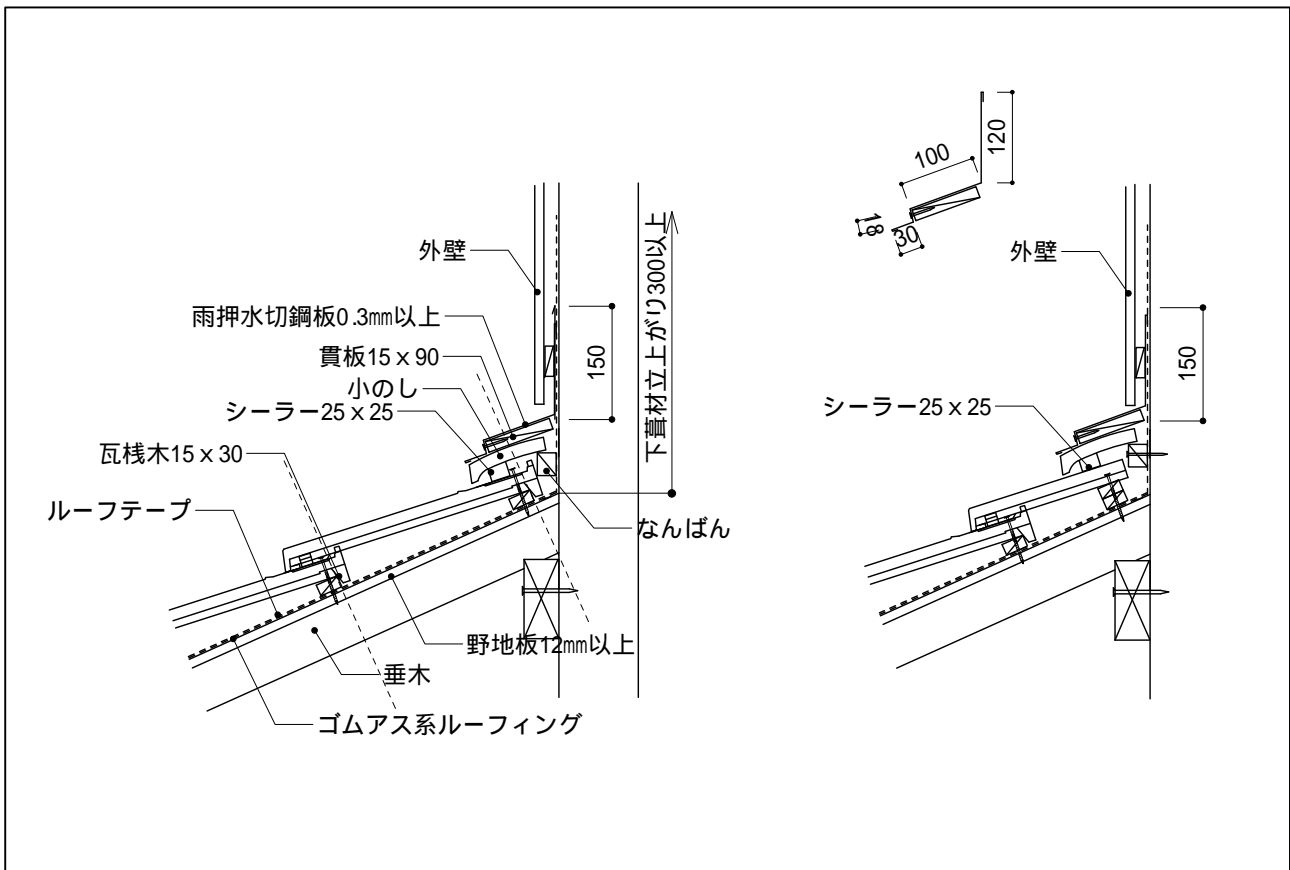 外壁
雨押水切鋼板0.3mm以上
貫板15×90
小のし
シーラー25×25
瓦桟木15×30
ルーフテープ
150
下葺材立上がり300以上
なんばん
野地板12mm以上
垂木
ゴムアス系ルーフィング
120
100
18
30
外壁
150
シーラー25×25